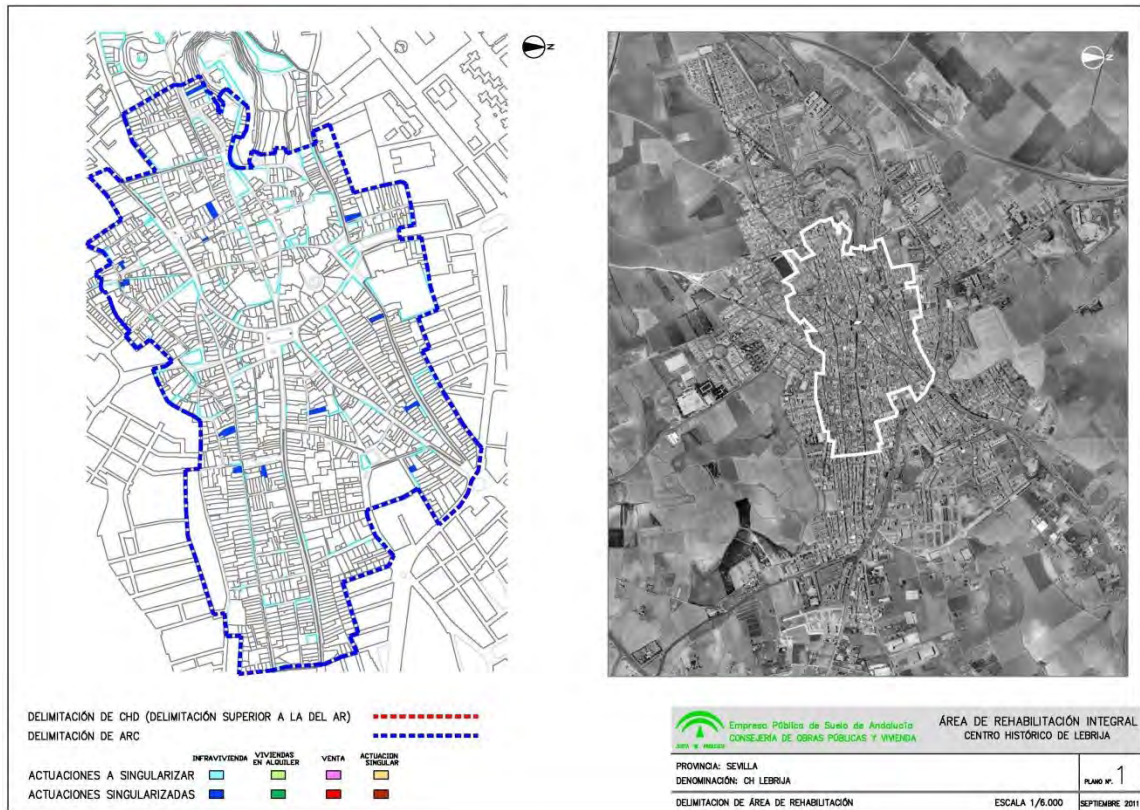 N
N
DELIMITACIÓN DE CHD (DELIMITACIÓN SUPERIOR A LA DEL AR)
DELIMITACIÓN DE ARC
INFRAVIVIENDA
VIVIENDAS EN ALQUILER
VENTA
ACTUACION SINGULAR
ACTUACIONES A SINGULARIZAR
ACTUACIONES SINGULARIZADAS
Empresa Pública de Suelo de Andalucía
CONSEJERÍA DE OBRAS PÚBLICAS Y VIVIENDA
JUNTA DE ANDALUCIA
ÁREA DE REHABILITACIÓN INTEGRAL
CENTRO HISTÓRICO DE LEBRIJA
PROVINCIA: SEVILLA
DENOMINACIÓN: CH LEBRIJA
PLANO Nº. 1
DELIMITACION DE ÁREA DE REHABILITACIÓN
ESCALA 1/6.000
SEPTIEMBRE 2011